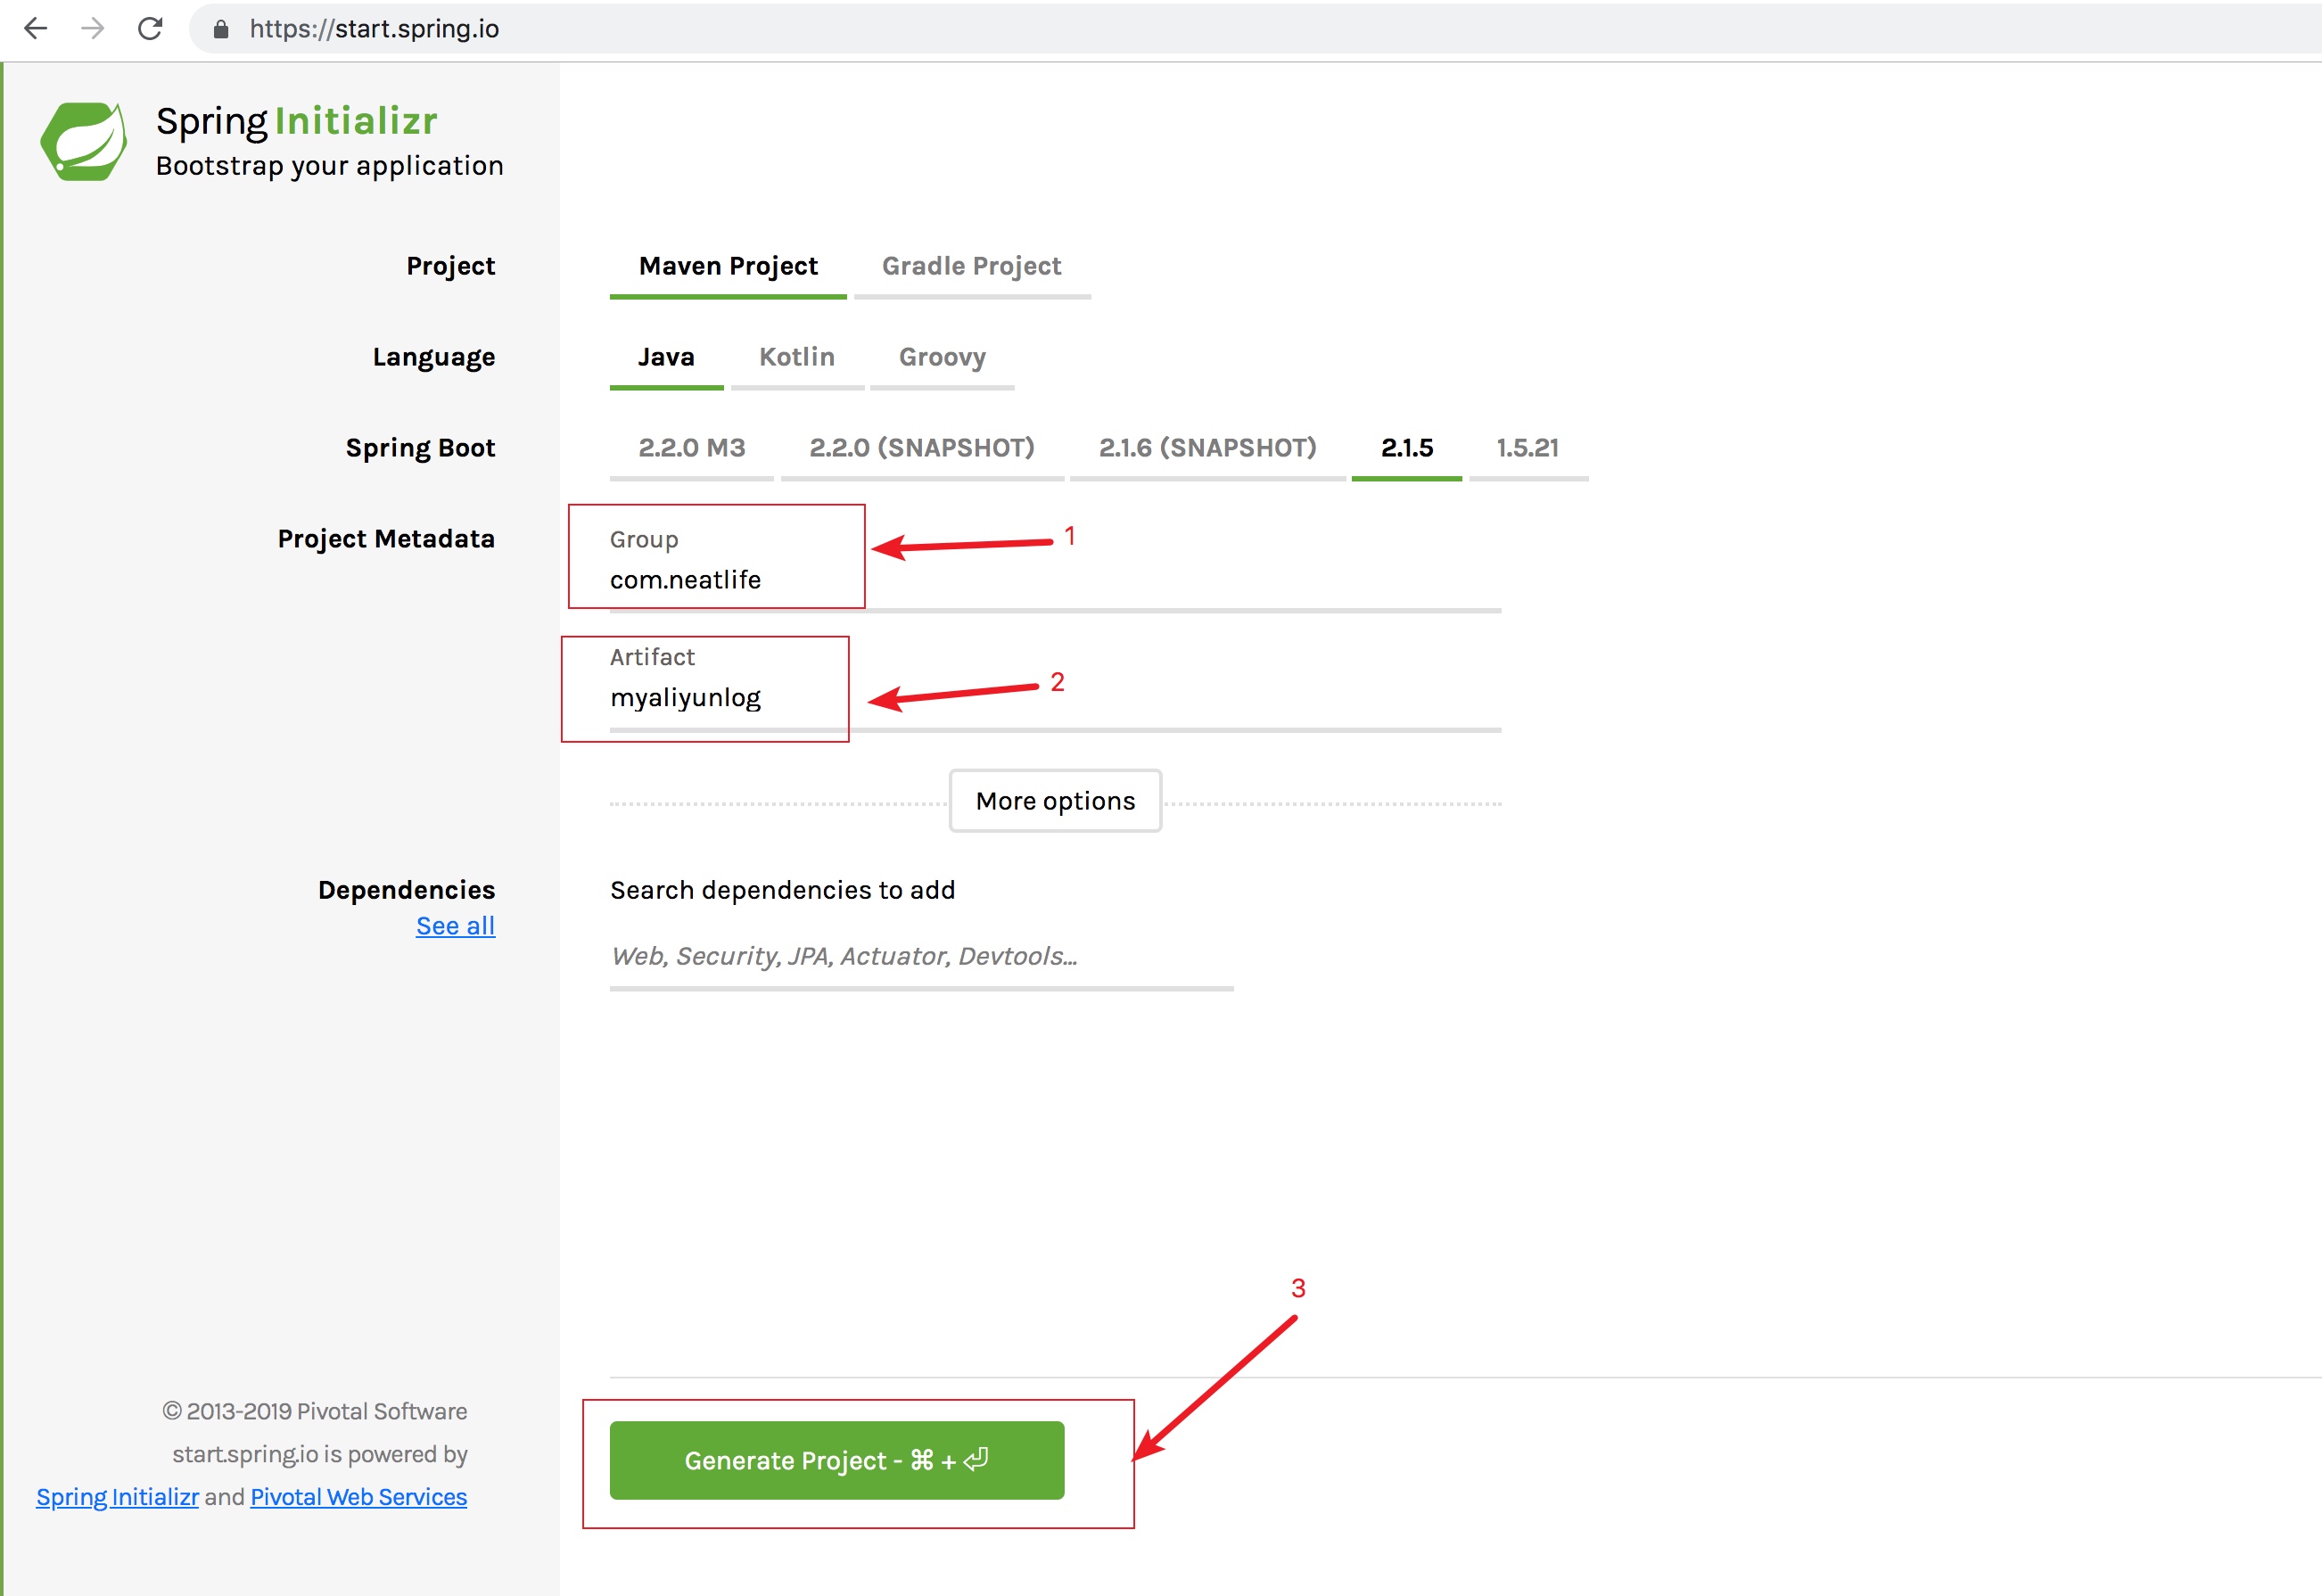 https://start.spring.io
Spring Initializr
Bootstrap your application
Project
Maven Project Gradle Project
Language
Java Kotlin Groovy
Spring Boot
2.2.0 M3 2.2.0 (SNAPSHOT) 2.1.6 (SNAPSHOT) 2.1.5 1.5.21
Project Metadata
Group
1
com.neatlife
Artifact
2
myaliyunlog
More options
Dependencies
See all
Search dependencies to add
Web, Security, JPA, Actuator, Devtools...
3
Generate Project - ⌘ + ⏎
© 2013-2019 Pivotal Software
start.spring.io is powered by
Spring Initializr and Pivotal Web Services